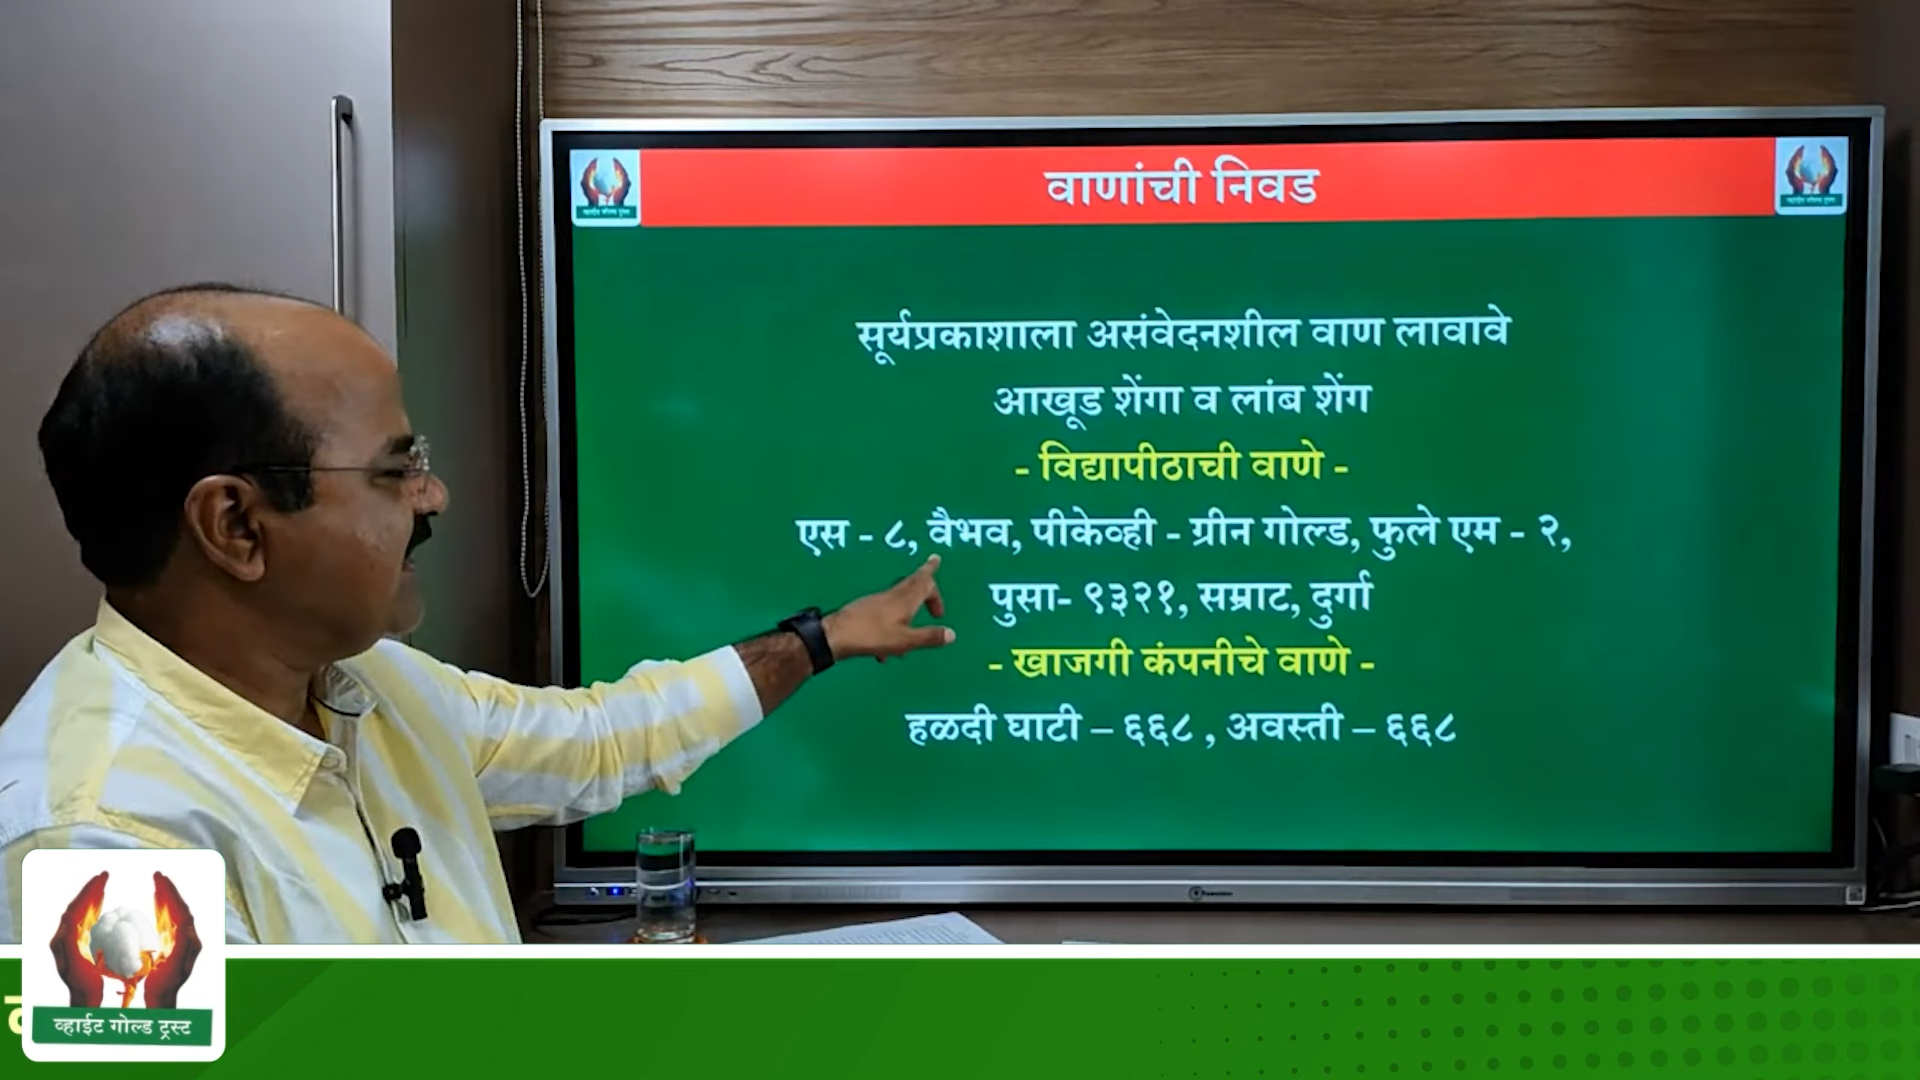 वाणांची निवड
सूर्यप्रकाशाला असंवेदनशील वाण लावावे
आखूड शेंगा व लांब शेंग
- विद्यापीठाची वाणे -
एस - ८, वैभव, पीकेव्ही - ग्रीन गोल्ड, फुले एम - २,
पुसा- ९३२१, सम्राट, दुर्गा
- खाजगी कंपनीचे वाणे -
हळदी घाटी – ६६८ , अवस्ती – ६६८
व्हाईट गोल्ड ट्रस्ट